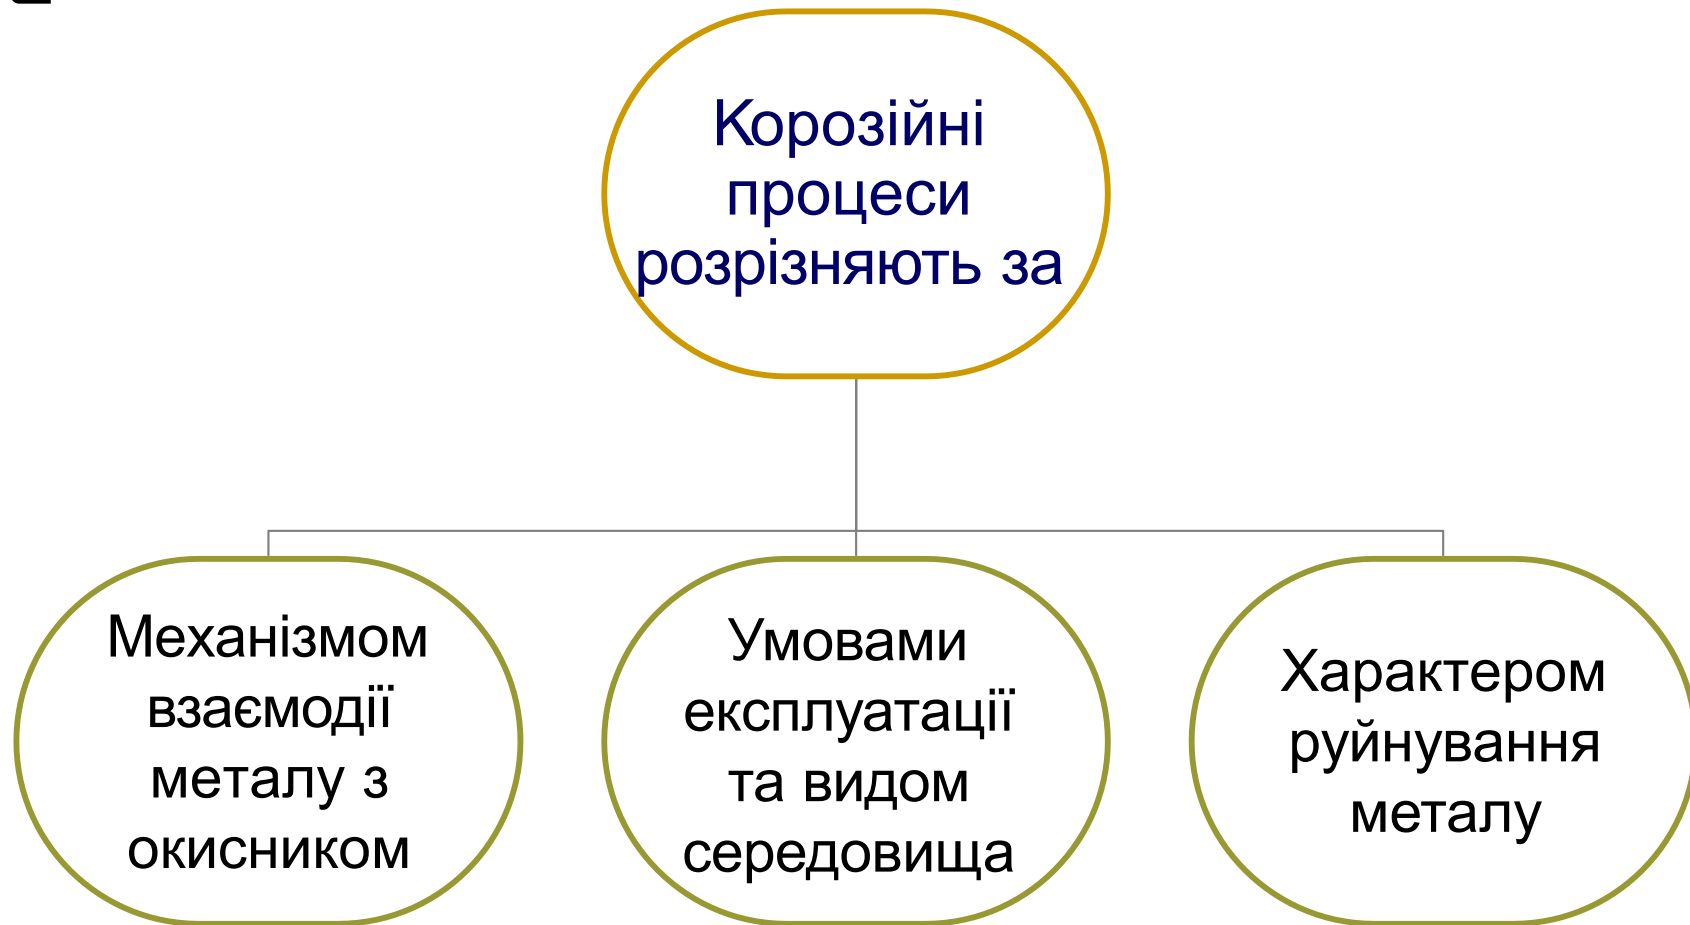 Корозійні
процеси
розрізняють за
Механізмом
взаємодії
металу з
окисником
Умовами
експлуатації
та видом
середовища
Характером
руйнування
металу